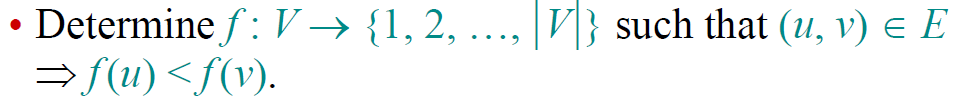 • Determine f : V → {1, 2, …, |V|} such that (u, v) ∈ E
⇒ f(u) < f(v).